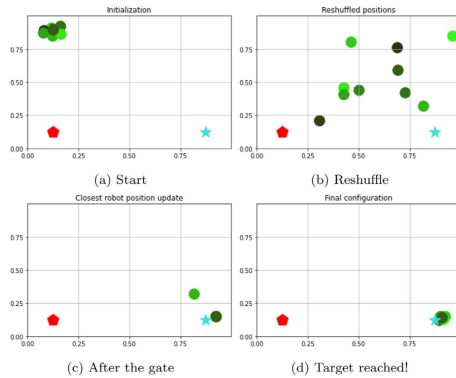 Initialization
0.75
0.50
0.25
0.00
0.00 0.25 0.50 0.75
(a) Start
Reshuffled positions
0.75
0.50
0.25
0.00
0.00 0.25 0.50 0.75
(b) Reshuffle
Closest robot position update
0.75
0.50
0.25
0.00
0.00 0.25 0.50 0.75
(c) After the gate
Final configuration
0.75
0.50
0.25
0.00
0.00 0.25 0.50 0.75
(d) Target reached!